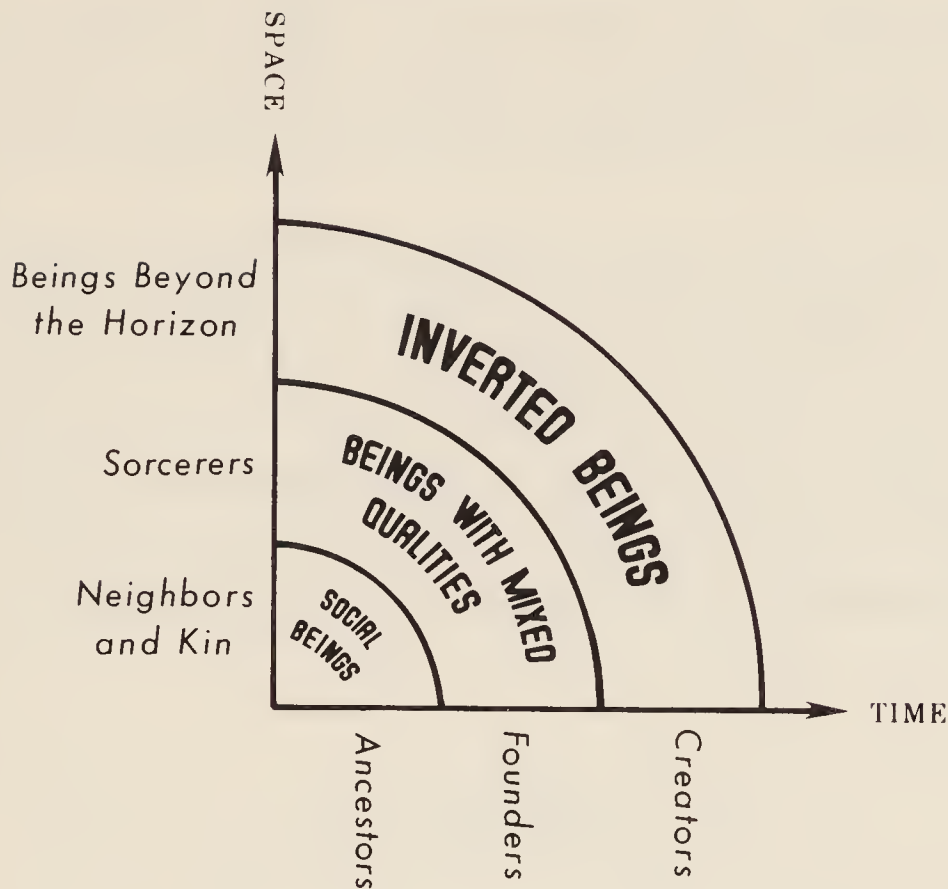 SPACE
Beings Beyond
the Horizon
INVERTED BEINGS
Sorcerers
BEINGS WITH MIXED
QUALITIES
Neighbors
and Kin
SOCIAL
BEINGS
TIME
Ancestors
Founders
Creators